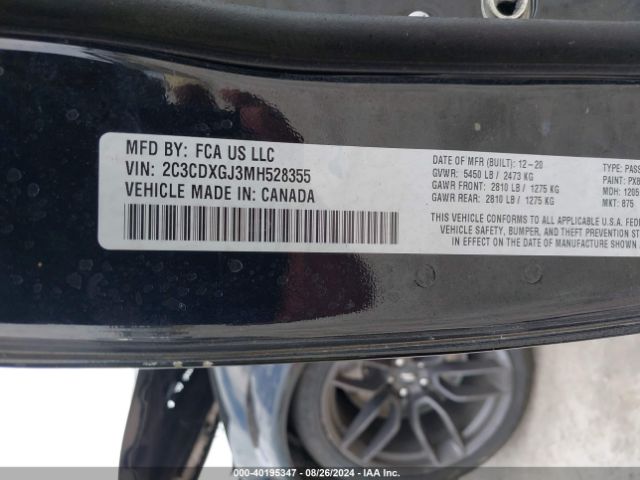 MFD BY: FCA US LLC
VIN: 2C3CDXGJ3MH528355
VEHICLE MADE IN: CANADA
DATE OF MFR (BUILT): 12-20
GVWR: 5450 LB / 2473 KG
GAWR FRONT: 2810 LB / 1275 KG
GAWR REAR: 2810 LB / 1275 KG
TYPE: PASS
PAINT: PX8
MDH: 1205
MKT: 875
THIS VEHICLE CONFORMS TO ALL APPLICABLE U.S.A. FEDE
VEHICLE SAFETY, BUMPER, AND THEFT PREVENTION ST
IN EFFECT ON THE DATE OF MANUFACTURE SHOWN
000-40195347 - 08/26/2024 - IAA Inc.